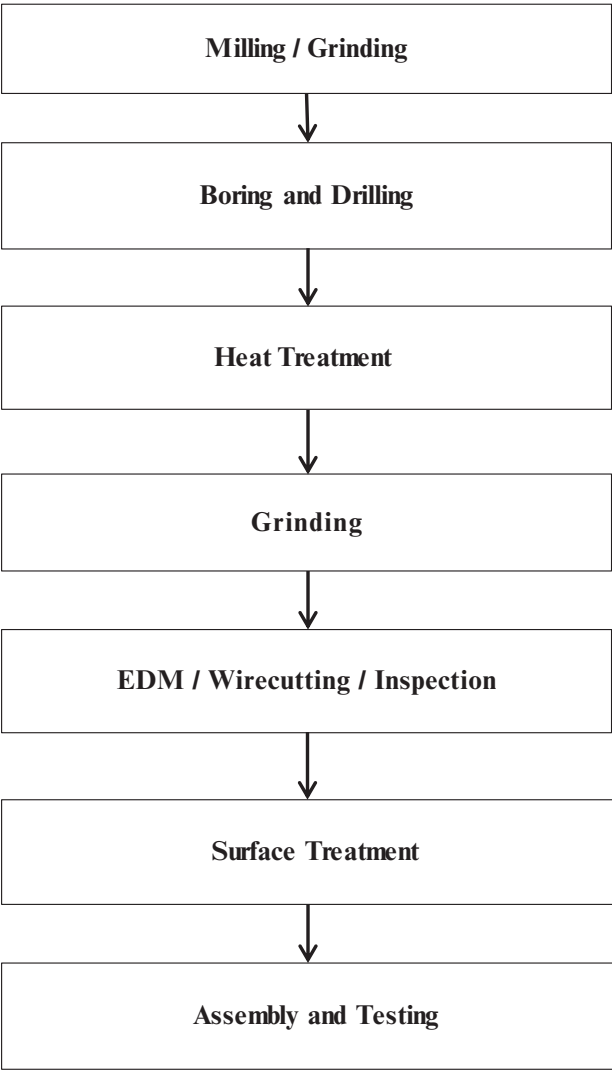 Milling / Grinding
Boring and Drilling
Heat Treatment
Grinding
EDM / Wirecutting / Inspection
Surface Treatment
Assembly and Testing